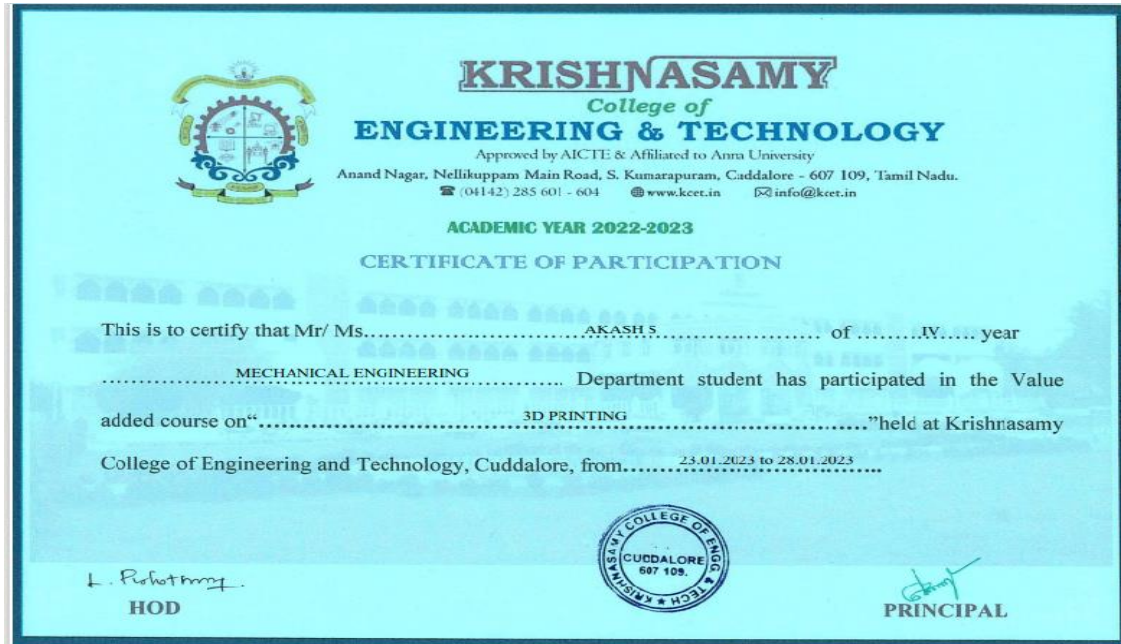 KRISHNASAMY
College of
ENGINEERING & TECHNOLOGY
Approved by AICTE & Affiliated to Anna University
Anand Nagar, Nellikuppam Main Road, S. Kumarapuram, Cuddalore - 607 109, Tamil Nadu.
(04142) 285 601 - 604 www.kcet.in info@kcet.in
ACADEMIC YEAR 2022-2023
CERTIFICATE OF PARTICIPATION
This is to certify that Mr/ Ms.......................................AKASH S.................................. of .........IV...... year
......................MECHANICAL ENGINEERING................... Department student has participated in the Value
added course on“.............................................3D PRINTING.........................................”held at Krishnasamy
College of Engineering and Technology, Cuddalore, from........23.01.2023 to 28.01.2023.....
KRISHNASAMY COLLEGE OF ENGG. & TECH
CUDDALORE
607 109.
HOD
PRINCIPAL